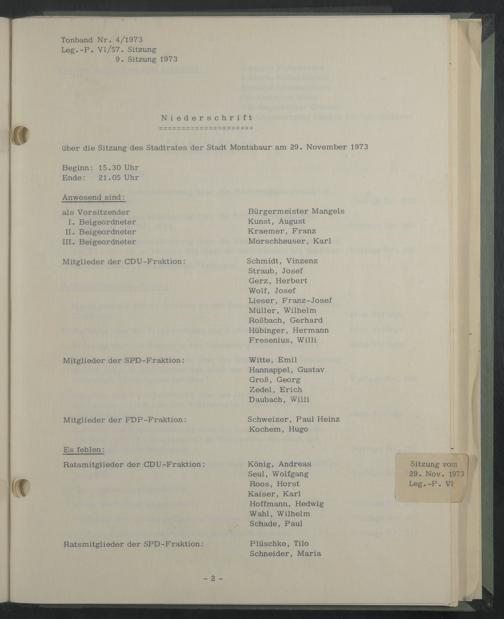 Tonband Nr. 4/1973
Leg.-P. VI/57. Sitzung
9. Sitzung 1973
Niederschrift
=====================
über die Sitzung des Stadtrates der Stadt Montabaur am 29. November 1973
Beginn: 15.30 Uhr
Ende: 21.05 Uhr
Anwesend sind:
als Vorsitzender Bürgermeister Mangels
I. Beigeordneter Kunst, August
II. Beigeordneter Kraemer, Franz
III. Beigeordneter Morschheuser, Karl
Mitglieder der CDU-Fraktion: Schmidt, Vinzenz
Straub, Josef
Gerz, Herbert
Wolf, Josef
Lieser, Franz-Josef
Müller, Wilhelm
Roßbach, Gerhard
Hübinger, Hermann
Fresenius, Willi
Mitglieder der SPD-Fraktion: Witte, Emil
Hannappel, Gustav
Groß, Georg
Zedel, Erich
Daubach, Willi
Mitglieder der FDP-Fraktion: Schweizer, Paul Heinz
Kochem, Hugo
Es fehlen:
Ratsmitglieder der CDU-Fraktion: König, Andreas
Seul, Wolfgang
Roos, Horst
Kaiser, Karl
Hoffmann, Hedwig
Wahl, Wilhelm
Schade, Paul
Ratsmitglieder der SPD-Fraktion: Plüschke, Tilo
Schneider, Maria
- 2 -
Sitzung vom
29. Nov. 1973
Leg.-P. VI